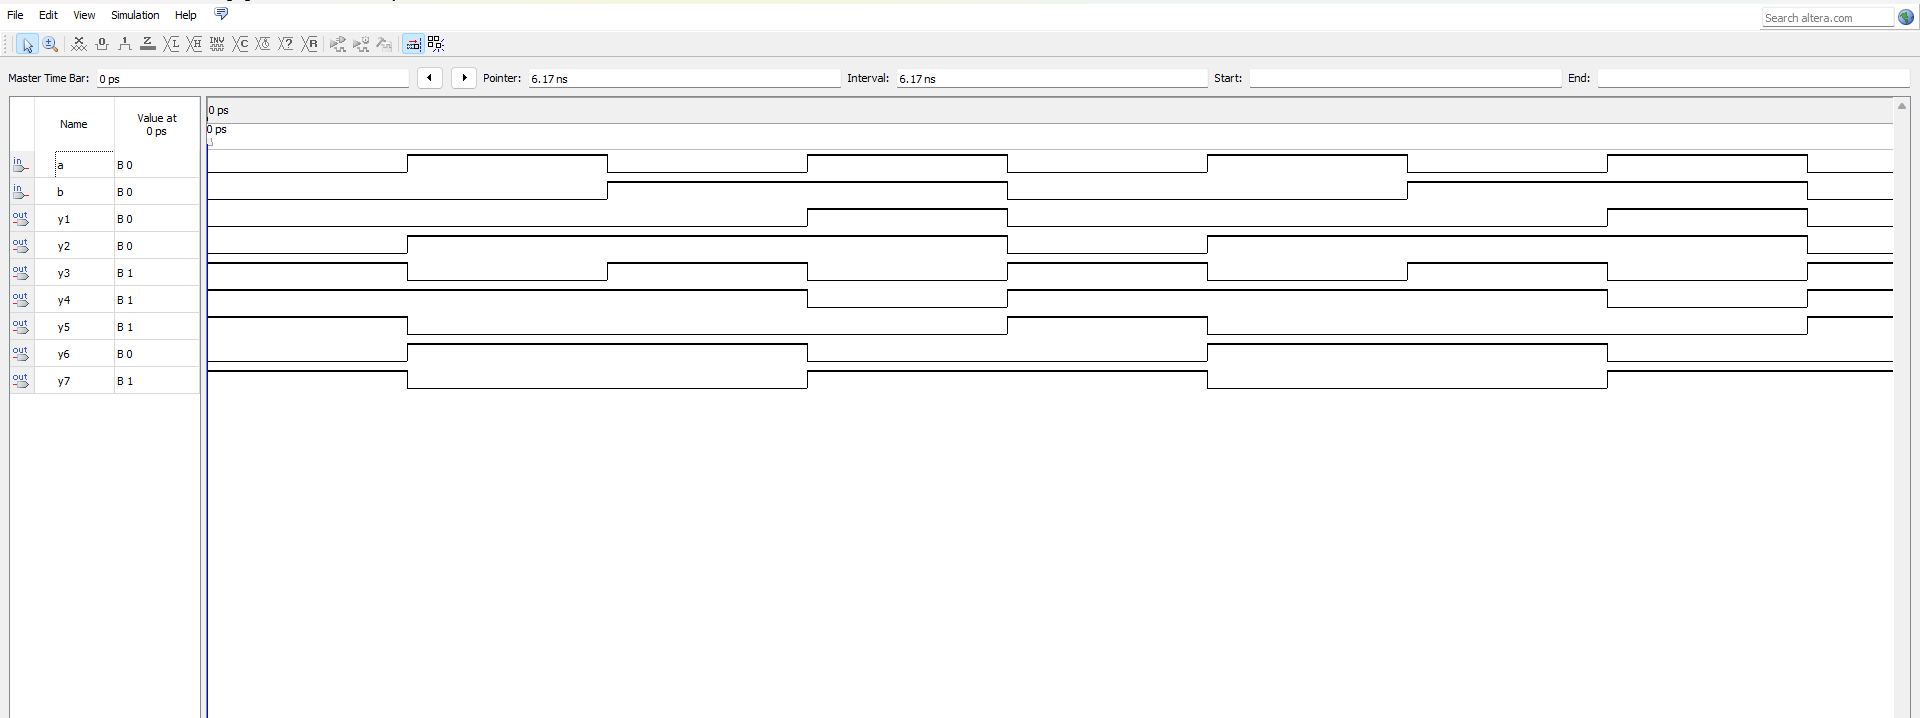 File Edit View Simulation Help
Search altera.com
Master Time Bar: 0 ps Pointer: 6.17 ns Interval: 6.17 ns Start: End:
Name Value at 0 ps
0 ps
0 ps
in a B 0
in b B 0
out y1 B 0
out y2 B 0
out y3 B 1
out y4 B 1
out y5 B 1
out y6 B 0
out y7 B 1